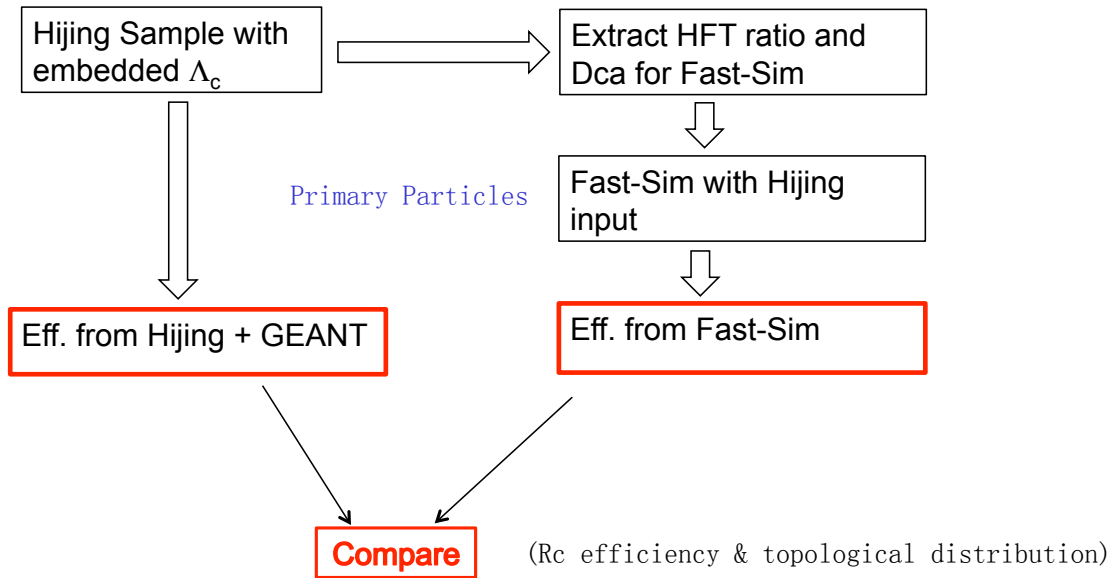 Hijing Sample with
embedded Λc
Extract HFT ratio and
Dca for Fast-Sim
Primary Particles
Fast-Sim with Hijing
input
Eff. from Hijing + GEANT
Eff. from Fast-Sim
Compare
(Rc efficiency & topological distribution)